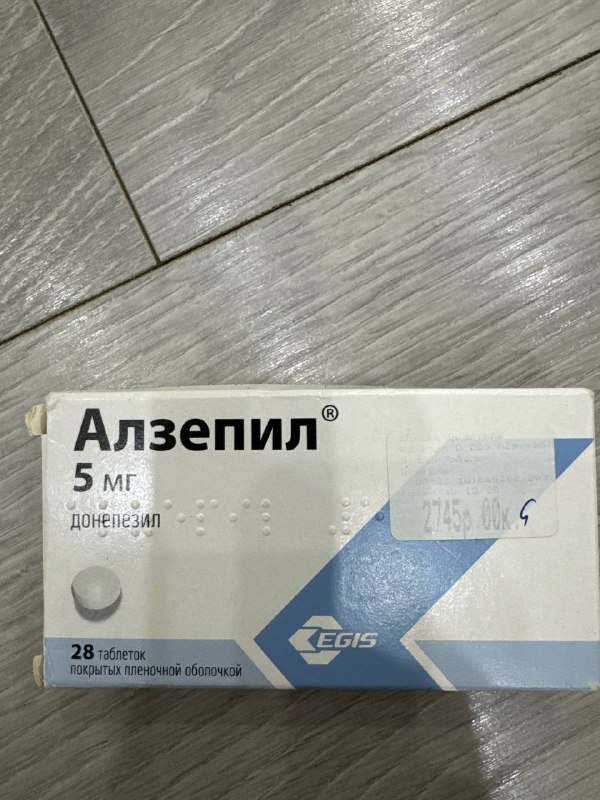 Алзепил®
5 мг
донепезил
2745р.00к.
EGIS
28 таблеток
покрытых пленочной оболочкой